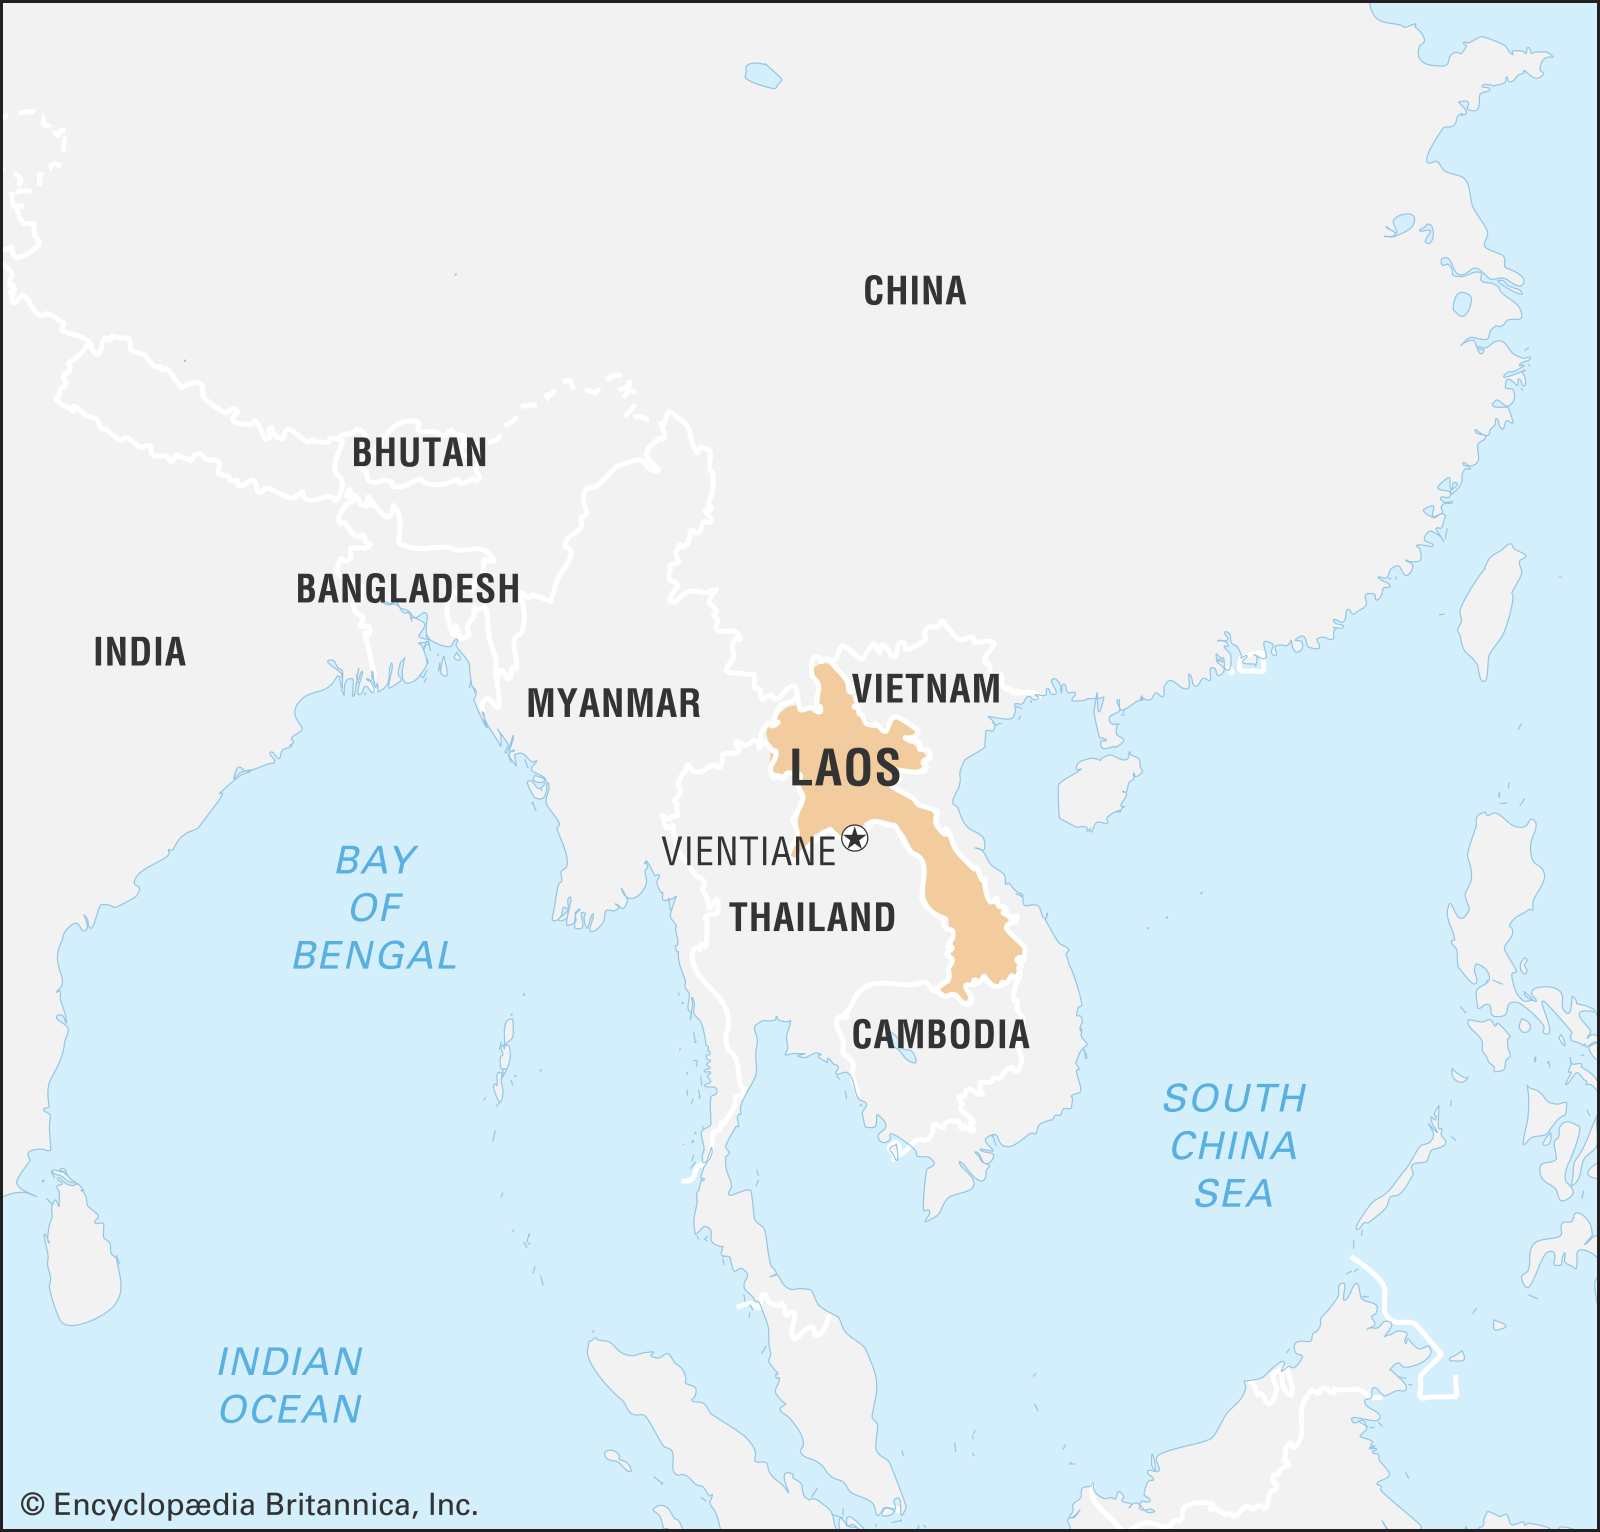 CHINA
BHUTAN
BANGLADESH
INDIA
MYANMAR
VIETNAM
LAOS
VIENTIANE
THAILAND
BAY
OF
BENGAL
CAMBODIA
SOUTH
CHINA
SEA
INDIAN
OCEAN
© Encyclopædia Britannica, Inc.